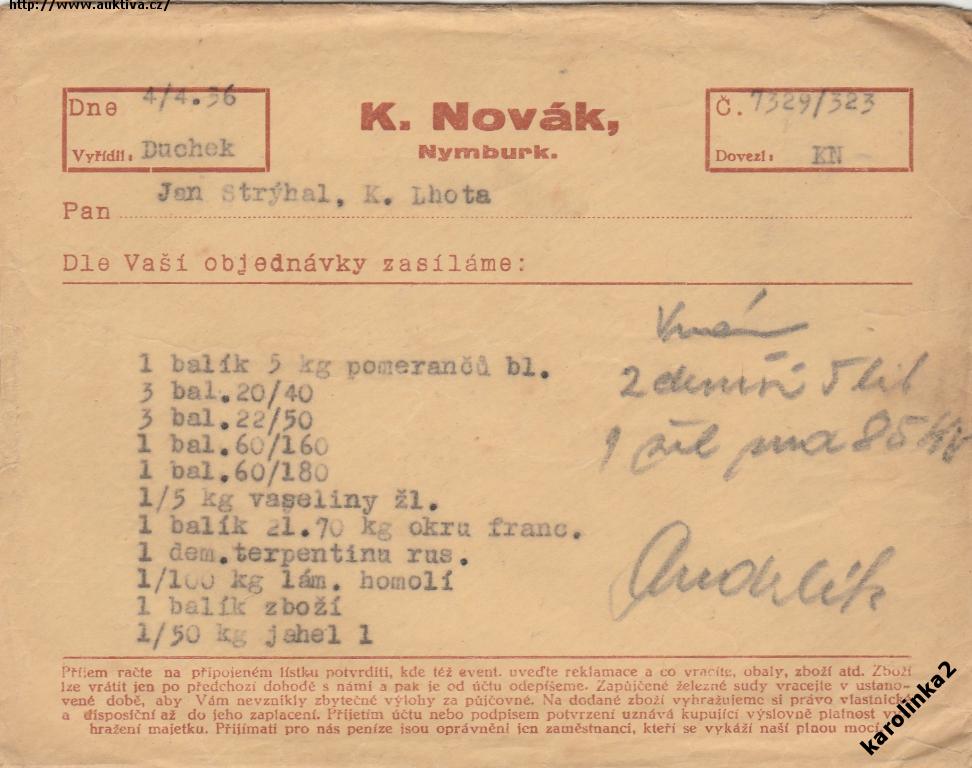 http://www.auktiva.cz/
Dne 4/4.36
Vyřídil: Duchek
K. Novák,
Nymburk.
Č. 7329/323
Dovezl: KN -
Pan Jan Strýhal, K. Lhota
Dle Vaší objednávky zasíláme:
1 balík 5 kg pomerančů bl.
3 bal.20/40
3 bal.22/50
1 bal.60/160
1 bal.60/180
1/5 kg vaseliny žl.
1 balík 21.70 kg okru franc.
1 dem.terpentinu rus.
1/100 kg lám. homolí
1 balík zboží
1/50 kg jahel 1
2 5 lit
1 85
Andrlík
Příjem račte na připojeném lístku potvrditi, kde též event. uveďte reklamace a co vracíte, obaly, zboží atd. Zboží
lze vrátit jen po předchozí dohodě s námi a pak je od účtu odepíšeme. Zapůjčené železné sudy vracejte v ustano-
vené době, aby Vám nevznikly zbytečné výlohy za půjčovné. Na dodané zboží vyhražujeme si právo vlastnické
a disposiční až do jeho zaplacení. Přijetím účtu nebo podpisem potvrzení uznává kupující výslovně platnost
hražení majetku. Přijímati pro nás peníze jsou oprávněni jen zaměstnanci, kteří se vykáží naší plnou mocí
karolinka2